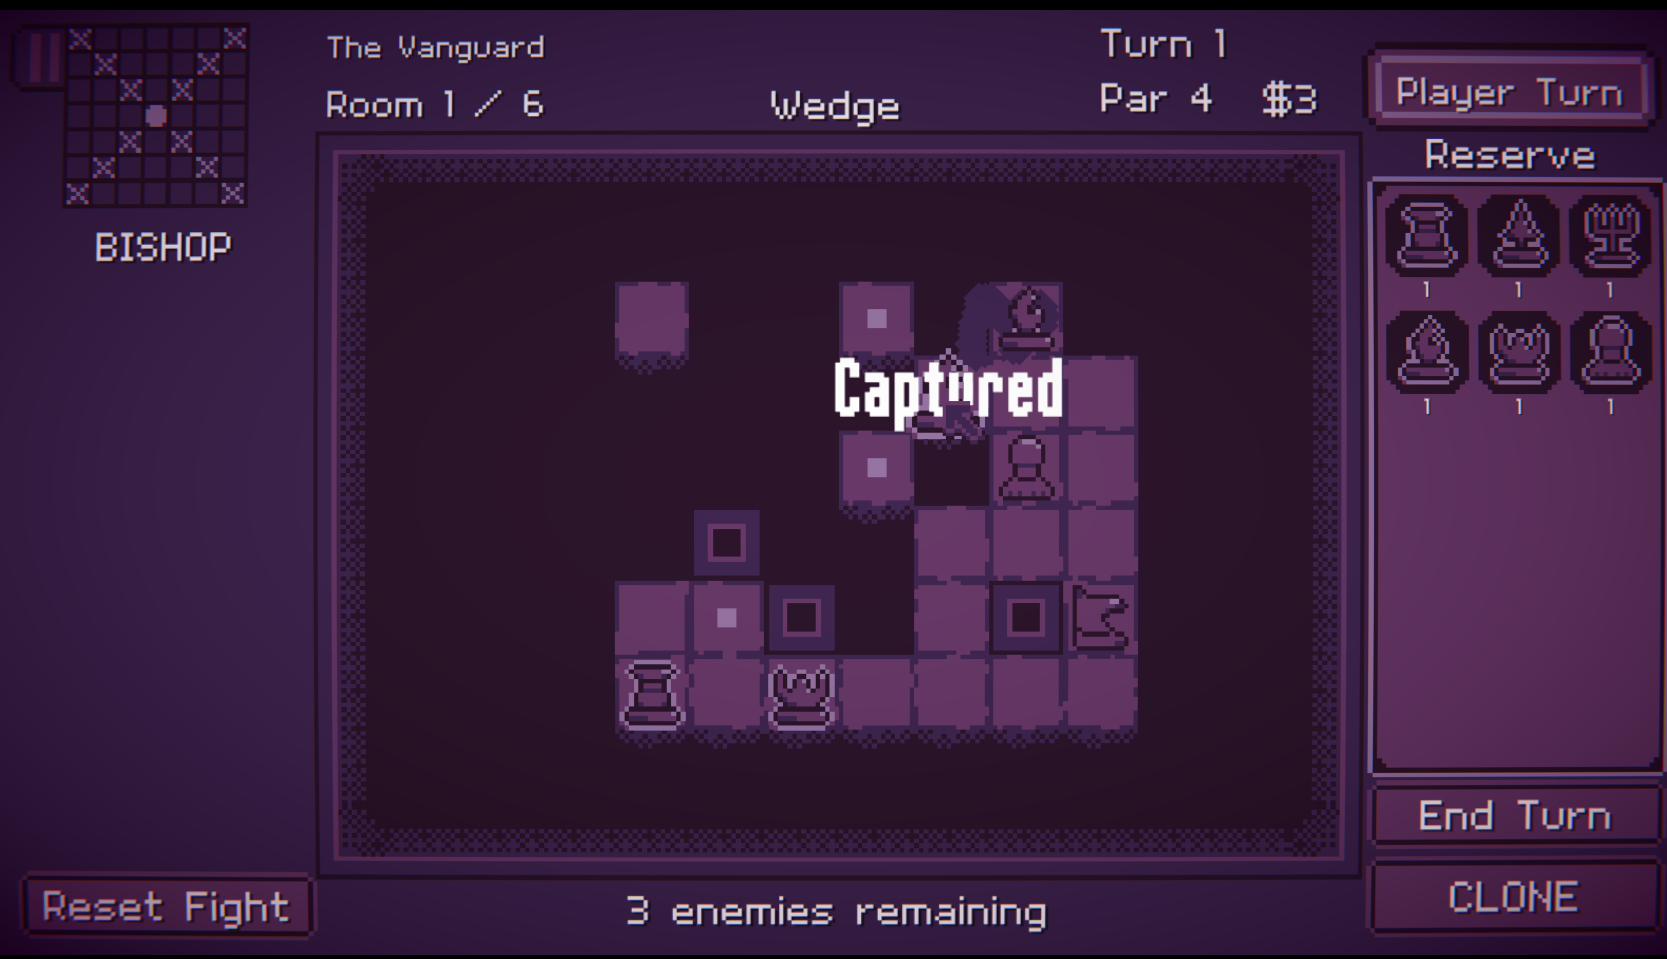 The Vanguard
Room 1 / 6
Wedge
Turn 1
Par 4 $3
Player Turn
Reserve
BISHOP
1 1 1
1 1 1
Captured
End Turn
CLONE
Reset Fight
3 enemies remaining